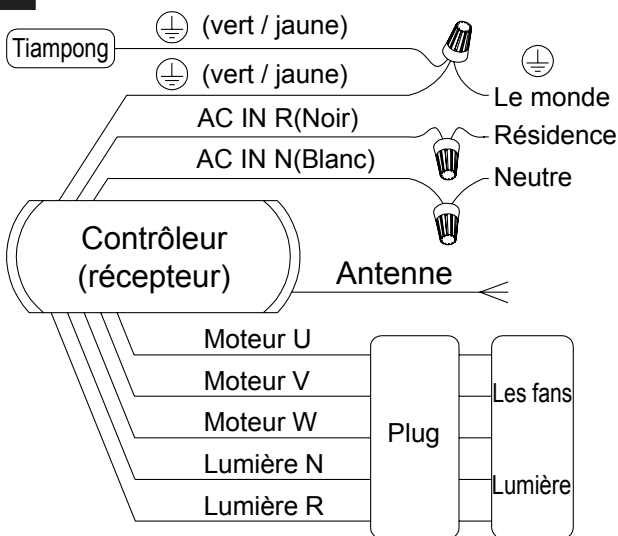 (vert / jaune)
Tiampong
(vert / jaune)
Le monde
AC IN R(Noir)
Résidence
AC IN N(Blanc)
Neutre
Contrôleur
(récepteur)
Antenne
Moteur U
Moteur V
Moteur W
Lumière N
Lumière R
Plug
Les fans
Lumière